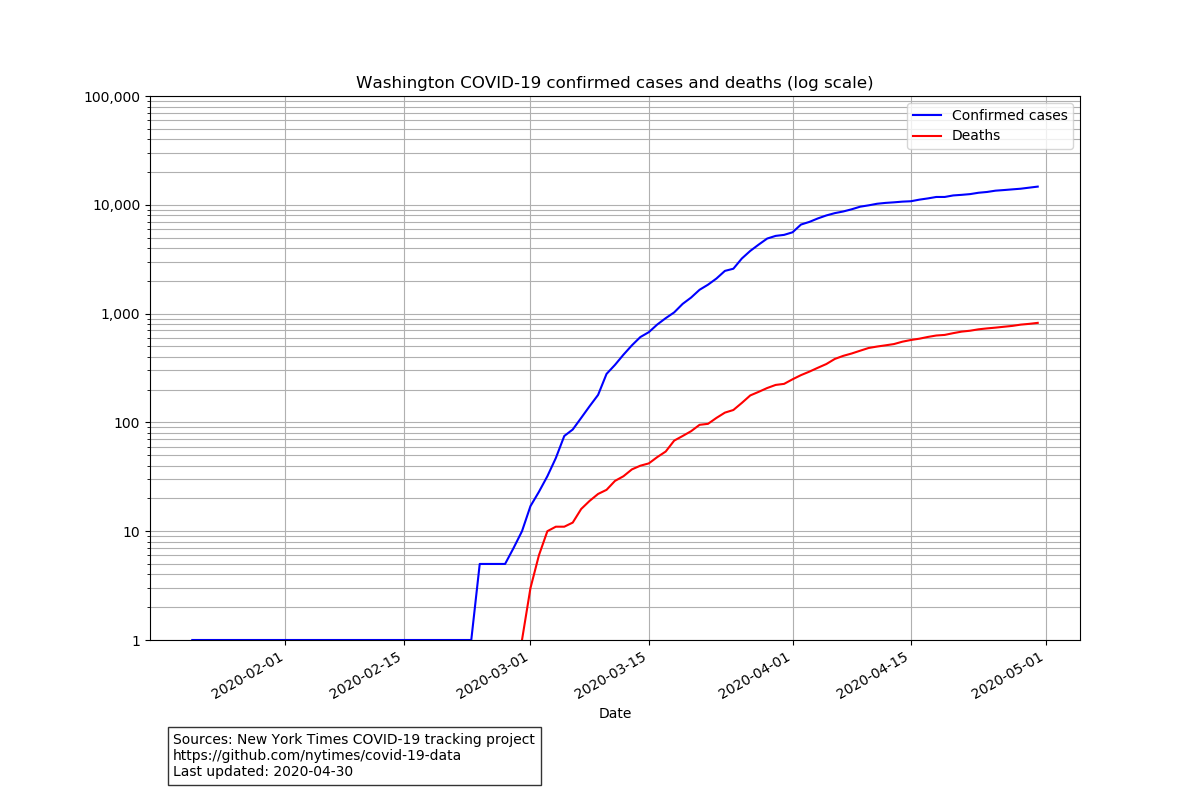 Washington COVID-19 confirmed cases and deaths (log scale)
100,000
10,000
1,000
100
10
1
Confirmed cases
Deaths
2020-02-01
2020-02-15
2020-03-01
2020-03-15
2020-04-01
2020-04-15
2020-05-01
Date
Sources: New York Times COVID-19 tracking project
https://github.com/nytimes/covid-19-data
Last updated: 2020-04-30